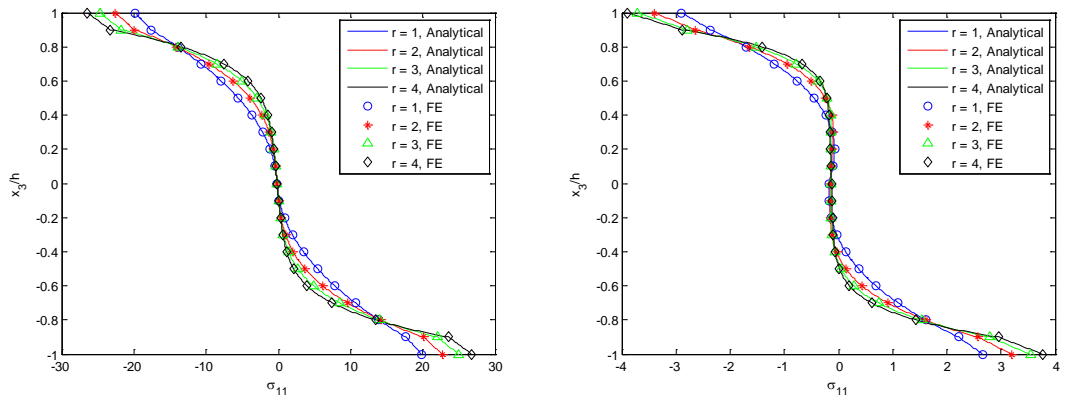 1
0.8
0.6
0.4
0.2
0
-0.2
-0.4
-0.6
-0.8
-1
x3/h
-30 -20 -10 0 10 20 30
σ11
r = 1, Analytical
r = 2, Analytical
r = 3, Analytical
r = 4, Analytical
r = 1, FE
r = 2, FE
r = 3, FE
r = 4, FE
1
0.8
0.6
0.4
0.2
0
-0.2
-0.4
-0.6
-0.8
-1
x3/h
-4 -3 -2 -1 0 1 2 3 4
σ11
r = 1, Analytical
r = 2, Analytical
r = 3, Analytical
r = 4, Analytical
r = 1, FE
r = 2, FE
r = 3, FE
r = 4, FE